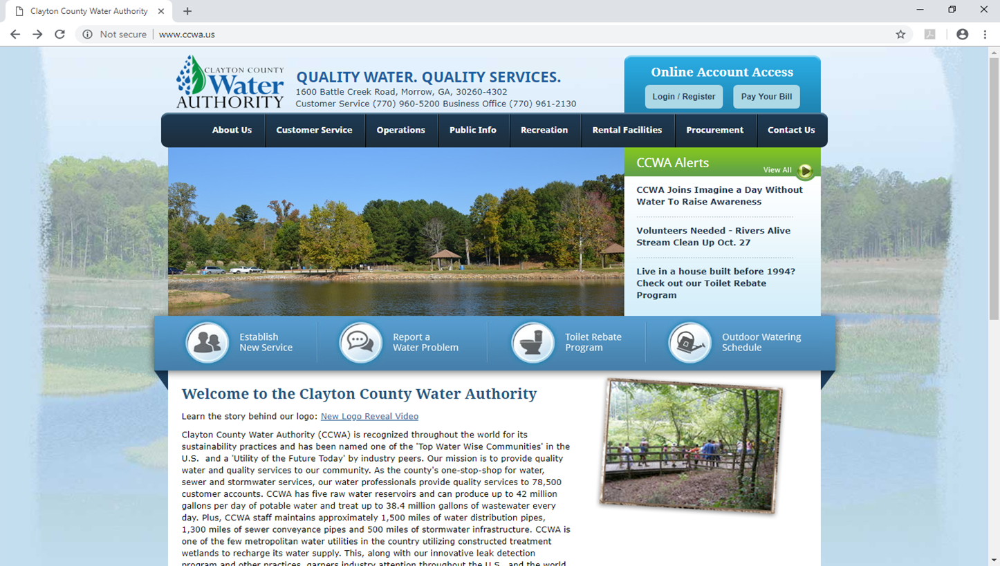 Clayton County Water Authority
Not secure | www.ccwa.us
CLAYTON COUNTY
Water
AUTHORITY
QUALITY WATER. QUALITY SERVICES.
1600 Battle Creek Road, Morrow, GA, 30260-4302
Customer Service (770) 960-5200 Business Office (770) 961-2130
Online Account Access
Login / Register
Pay Your Bill
About Us
Customer Service
Operations
Public Info
Recreation
Rental Facilities
Procurement
Contact Us
CCWA Alerts
View All
CCWA Joins Imagine a Day Without
Water To Raise Awareness
Volunteers Needed - Rivers Alive
Stream Clean Up Oct. 27
Live in a house built before 1994?
Check out our Toilet Rebate
Program
Establish
New Service
Report a
Water Problem
Toilet Rebate
Program
Outdoor Watering
Schedule
Welcome to the Clayton County Water Authority
Learn the story behind our logo: New Logo Reveal Video
Clayton County Water Authority (CCWA) is recognized throughout the world for its
sustainability practices and has been named one of the 'Top Water Wise Communities' in the
U.S.  and a 'Utility of the Future Today' by industry peers. Our mission is to provide quality
water and quality services to our community. As the county's one-stop-shop for water,
sewer and stormwater services, our water professionals provide quality services to 78,500
customer accounts. CCWA has five raw water reservoirs and can produce up to 42 million
gallons per day of potable water and treat up to 38.4 million gallons of wastewater every
day. Plus, CCWA staff maintains approximately 1,500 miles of water distribution pipes,
1,300 miles of sewer conveyance pipes and 500 miles of stormwater infrastructure. CCWA is
one of the few metropolitan water utilities in the country utilizing constructed treatment
wetlands to recharge its water supply. This, along with our innovative leak detection
program and other practices, garners industry attention throughout the U.S.  and the world